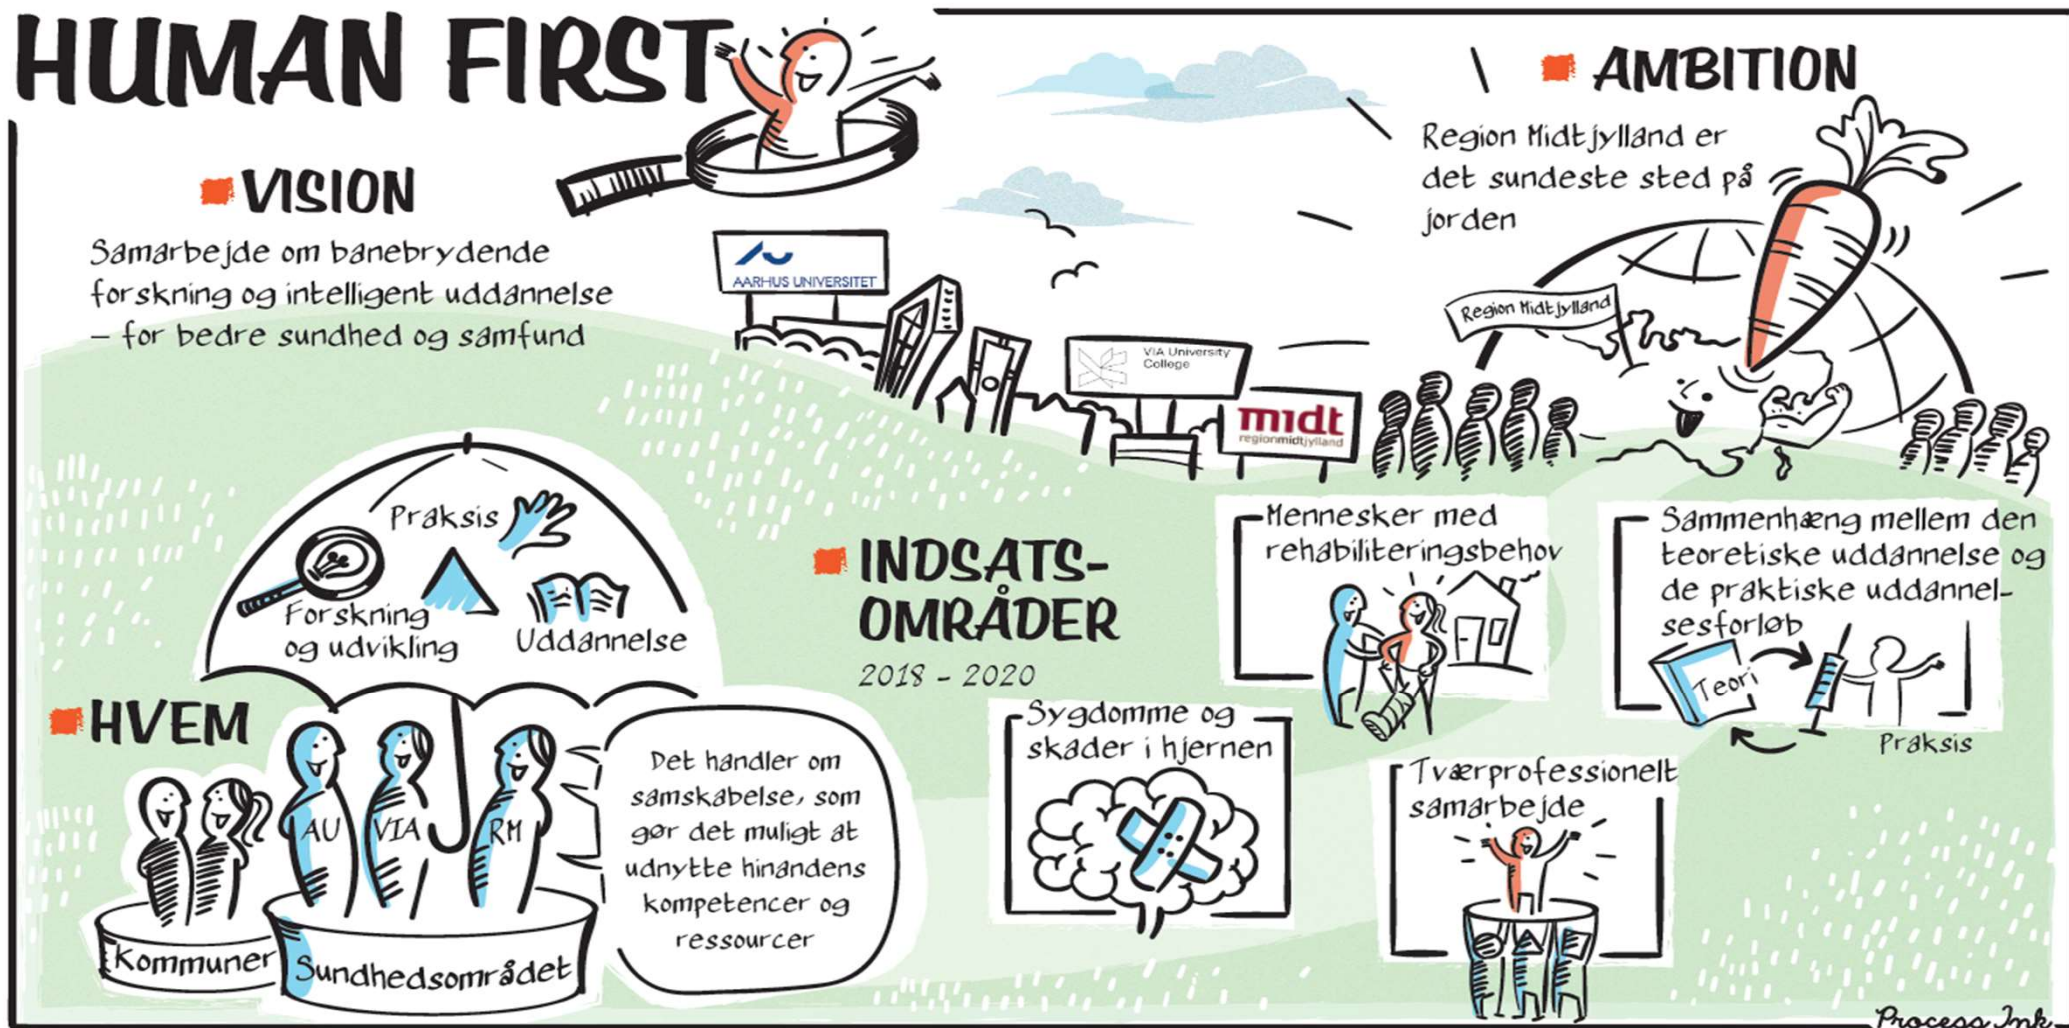 HUMAN FIRST
VISION
Samarbejde om banebrydende
forskning og intelligent uddannelse
– for bedre sundhed og samfund
AARHUS UNIVERSITET
VIA University
College
midt
regionmidtjylland
AMBITION
Region Midtjylland er
det sundeste sted på
jorden
Region Midtjylland
Praksis
Forskning
og udvikling
Uddannelse
HVEM
AU
VIA
RM
Kommuner
Sundhedsområdet
Det handler om
samskabelse, som
gør det muligt at
udnytte hinandens
kompetencer og
ressourcer
INDSATS-
OMRÅDER
2018 - 2020
Mennesker med
rehabiliteringsbehov
Sammenhæng mellem den
teoretiske uddannelse og
de praktiske uddannel-
sesforløb
Teori
Praksis
Sygdomme og
skader i hjernen
Tværprofessionelt
samarbejde
Process Ink